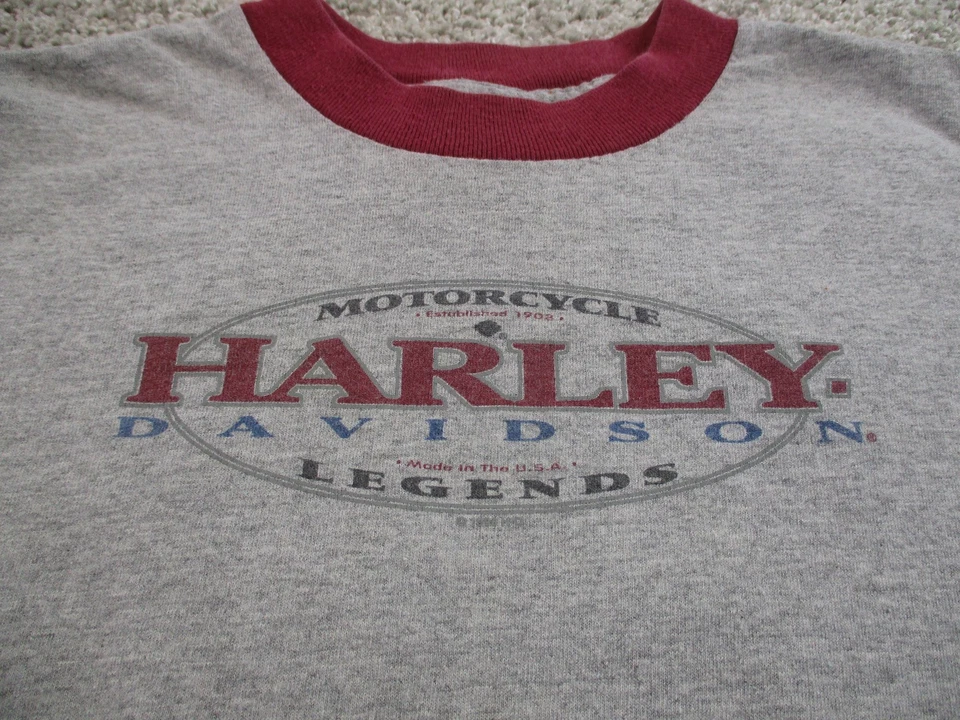 MOTORCYCLE
• Established 1903 •
HARLEY-
DAVIDSON®
• Made in The U.S.A. •
LEGENDS
©